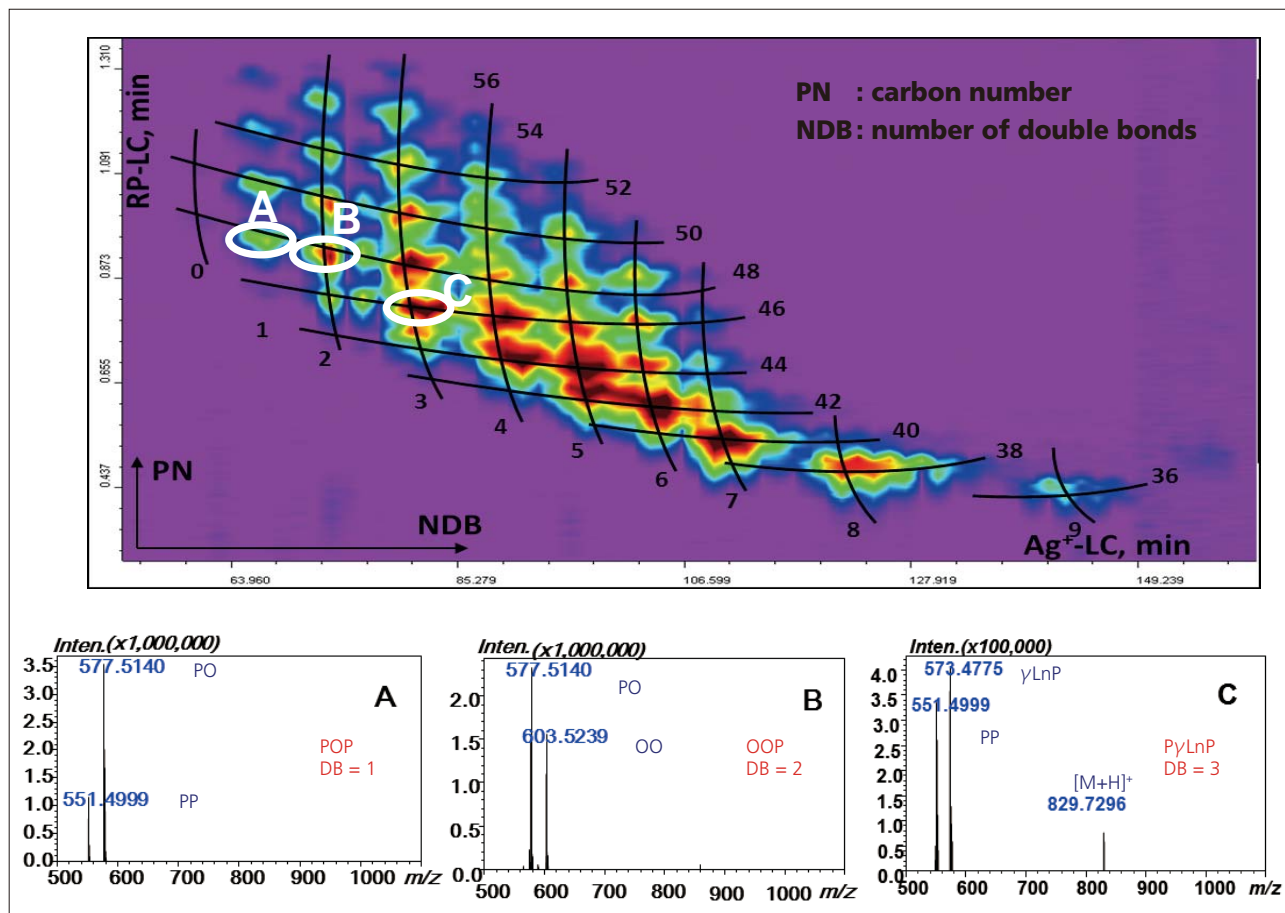 RP-LC, min
1.310
1.091
0.873
0.655
0.437
PN : carbon number
NDB: number of double bonds
56
54
52
50
48
46
44
42
40
38
36
A
B
C
0
1
2
3
4
5
6
7
8
9
PN
NDB
Ag⁺-LC, min
63.960
85.279
106.599
127.919
149.239
Inten. (x1,000,000)
3.5
3.0
2.5
2.0
1.5
1.0
0.5
0.0
577.5140 PO
A
POP
DB = 1
551.4999 PP
500 600 700 800 900 1000 m/z
Inten. (x1,000,000)
2.0
1.5
1.0
0.5
0.0
577.5140
PO
B
603.5239 OO
OOP
DB = 2
500 600 700 800 900 1000 m/z
Inten. (x100,000)
4.0
3.5
3.0
2.5
2.0
1.5
1.0
0.5
0.0
573.4775 γLnP
C
551.4999
PP
PγLnP
DB = 3
[M+H]⁺
829.7296
500 600 700 800 900 1000 m/z